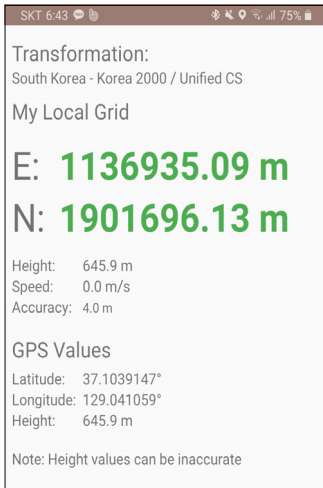 SKT 6:43 75%
Transformation:
South Korea - Korea 2000 / Unified CS
My Local Grid
E: 1136935.09 m
N: 1901696.13 m
Height: 645.9 m
Speed: 0.0 m/s
Accuracy: 4.0 m
GPS Values
Latitude: 37.1039147°
Longitude: 129.041059°
Height: 645.9 m
Note: Height values can be inaccurate